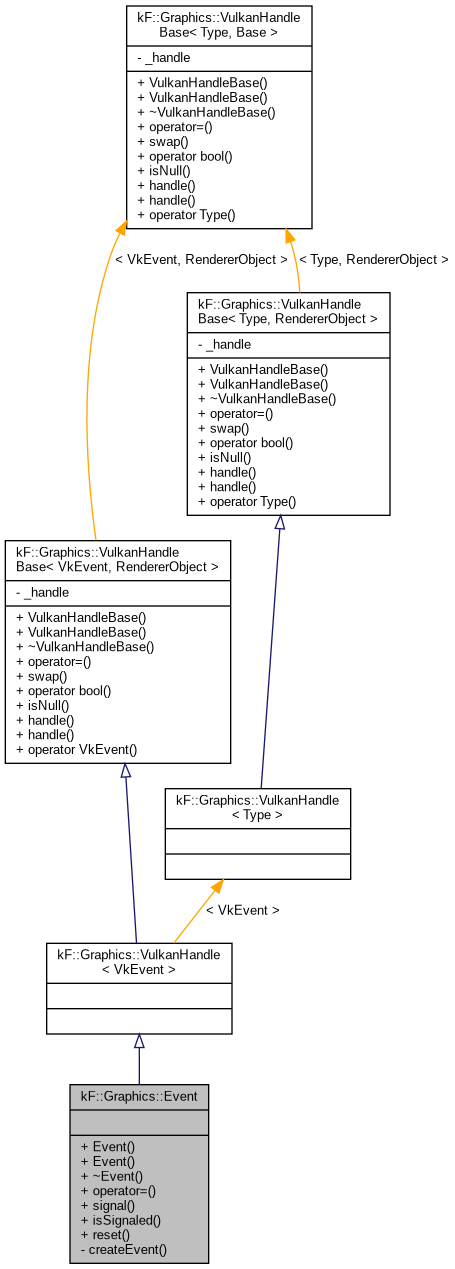 kF::Graphics::VulkanHandle
Base< Type, Base >
- _handle
+ VulkanHandleBase()
+ VulkanHandleBase()
+ ~VulkanHandleBase()
+ operator=()
+ swap()
+ operator bool()
+ isNull()
+ handle()
+ handle()
+ operator Type()
< VkEvent, RendererObject >
< Type, RendererObject >
kF::Graphics::VulkanHandle
Base< Type, RendererObject >
- _handle
+ VulkanHandleBase()
+ VulkanHandleBase()
+ ~VulkanHandleBase()
+ operator=()
+ swap()
+ operator bool()
+ isNull()
+ handle()
+ handle()
+ operator Type()
kF::Graphics::VulkanHandle
Base< VkEvent, RendererObject >
- _handle
+ VulkanHandleBase()
+ VulkanHandleBase()
+ ~VulkanHandleBase()
+ operator=()
+ swap()
+ operator bool()
+ isNull()
+ handle()
+ handle()
+ operator VkEvent()
kF::Graphics::VulkanHandle
< Type >
< VkEvent >
kF::Graphics::VulkanHandle
< VkEvent >
kF::Graphics::Event
+ Event()
+ Event()
+ ~Event()
+ operator=()
+ signal()
+ isSignaled()
+ reset()
- createEvent()